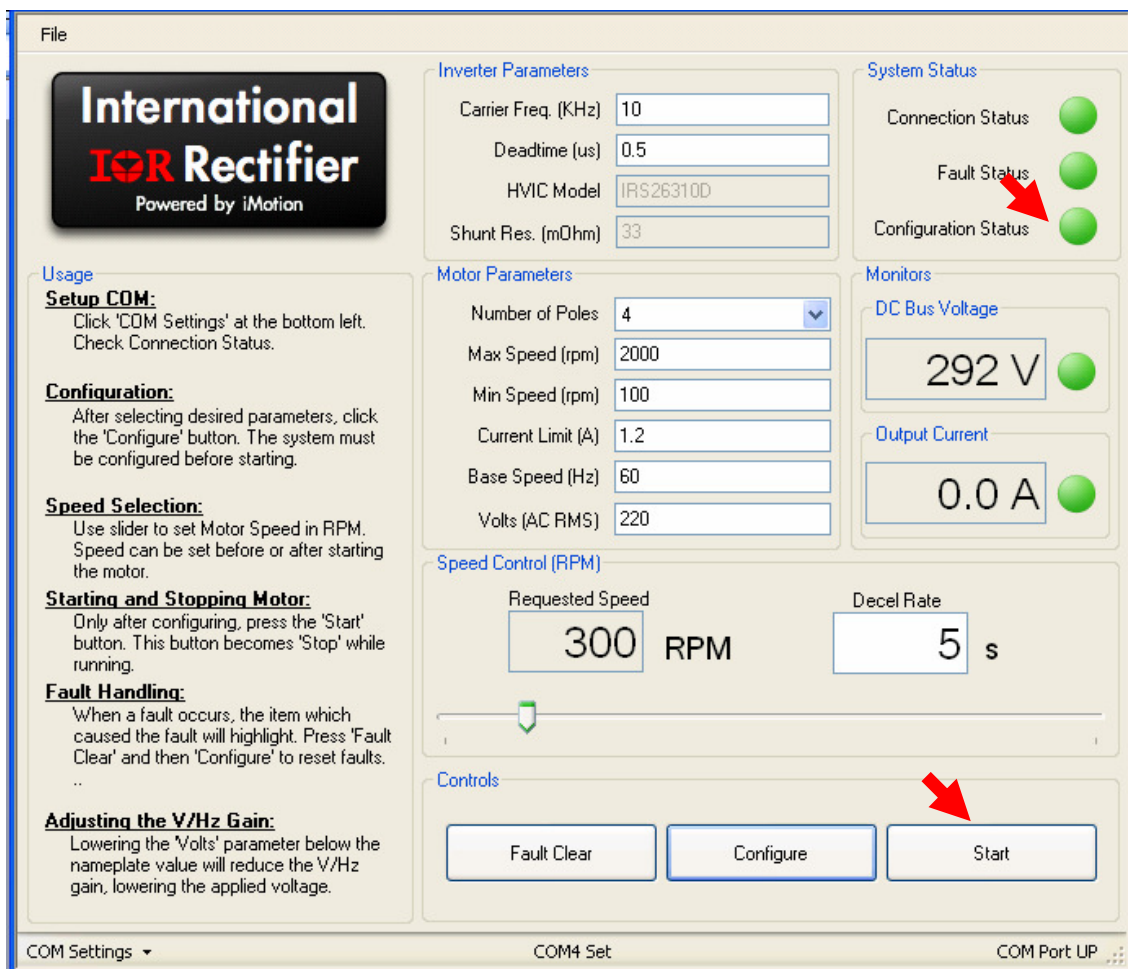 File
International
IOR Rectifier
Powered by iMotion
Usage
Setup COM:
Click 'COM Settings' at the bottom left.
Check Connection Status.
Configuration:
After selecting desired parameters, click
the 'Configure' button. The system must
be configured before starting.
Speed Selection:
Use slider to set Motor Speed in RPM.
Speed can be set before or after starting
the motor.
Starting and Stopping Motor:
Only after configuring, press the 'Start'
button. This button becomes 'Stop' while
running.
Fault Handling:
When a fault occurs, the item which
caused the fault will highlight. Press 'Fault
Clear' and then 'Configure' to reset faults.
..
Adjusting the V/Hz Gain:
Lowering the 'Volts' parameter below the
nameplate value will reduce the V/Hz
gain, lowering the applied voltage.
Inverter Parameters
Carrier Freq. (KHz) 10
Deadtime (us) 0.5
HVIC Model IRS26310D
Shunt Res. (mOhm) 33
Motor Parameters
Number of Poles 4
Max Speed (rpm) 2000
Min Speed (rpm) 100
Current Limit (A) 1.2
Base Speed (Hz) 60
Volts (AC RMS) 220
System Status
Connection Status
Fault Status
Configuration Status
Monitors
DC Bus Voltage
292 V
Output Current
0.0 A
Speed Control (RPM)
Requested Speed Decel Rate
300 RPM 5 s
Controls
Fault Clear Configure Start
COM Settings COM4 Set COM Port UP